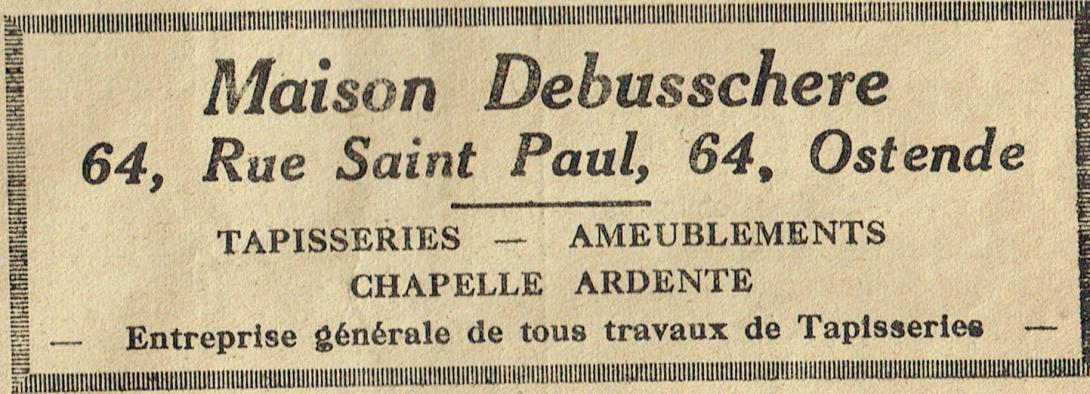 Maison Debusschere
64, Rue Saint Paul, 64, Ostende
TAPISSERIES — AMEUBLEMENTS
CHAPELLE ARDENTE
— Entreprise générale de tous travaux de Tapisseries —